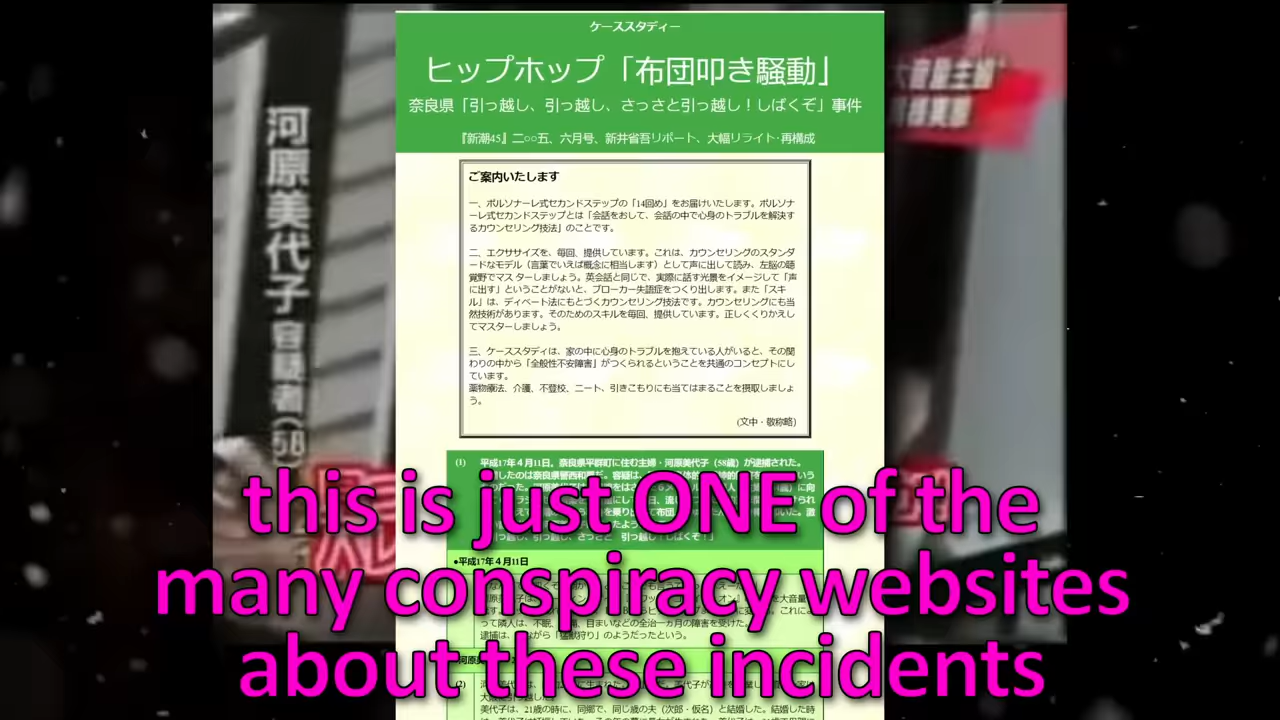 ケーススタディー
ヒップホップ「布団叩き騒動」
奈良県「引っ越し、引っ越し、さっさと引っ越し！しばくぞ」事件
『新潮45』二○○五、六月号、新井省吾リポート、大幅リライト･再構成
河原美代子容疑者(58)
大音量主婦
ご案内いたします
一、ポルソナーレ式セカンドステップの「14回め」をお届けいたします。ポルソナ
ーレ式セカンドステップとは「会話をおして、会話の中で心身のトラブルを解決す
るカウンセリング技法」のことです。
二、エクササイズを、毎回、提供しています。これは、カウンセリングのスタンダ
ードなモデル（言葉でいえば概念に相当します）として声に出して読み、左脳の聴
覚野でマスターしましょう。英会話と同じで、実際に話す光景をイメージして「声
に出す」ということがないと、ブローカー失語症をつくり出します。また「スキ
ル」は、ディベート法にもとづくカウンセリング技法です。カウンセリングにも当
然技術があります。そのためのスキルを毎回、提供しています。正しくくりかえし
てマスターしましょう。
三、ケーススタディは、家の中に心身のトラブルを抱えている人がいると、その関
わりの中から「全般性不安障害」がつくられるということを共通のコンセプトにし
ています。
薬物療法、介護、不登校、ニート、引きこもりにも当てはまることを摂取しましょ
う。
(文中・敬称略)
(1) 平成17年４月11日。奈良県平群町に住む主婦・河原美代子（58歳）が逮捕された。
●平成17年４月11日
this is just ONE of the
many conspiracy websites
about these incidents
(2)